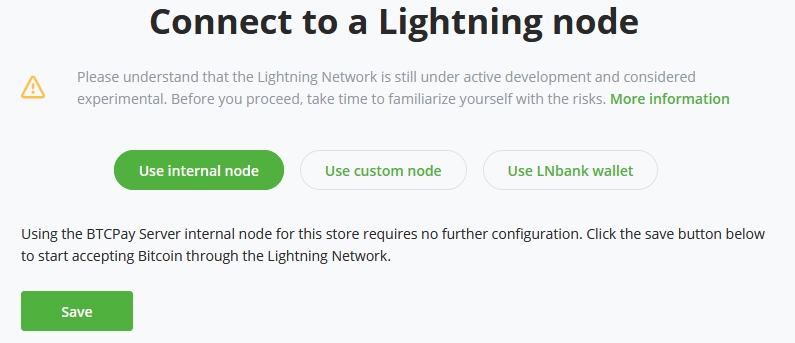 Connect to a Lightning node
Please understand that the Lightning Network is still under active development and considered
experimental. Before you proceed, take time to familiarize yourself with the risks. More information
Use internal node
Use custom node
Use LNbank wallet
Using the BTCPay Server internal node for this store requires no further configuration. Click the save button below
to start accepting Bitcoin through the Lightning Network.
Save